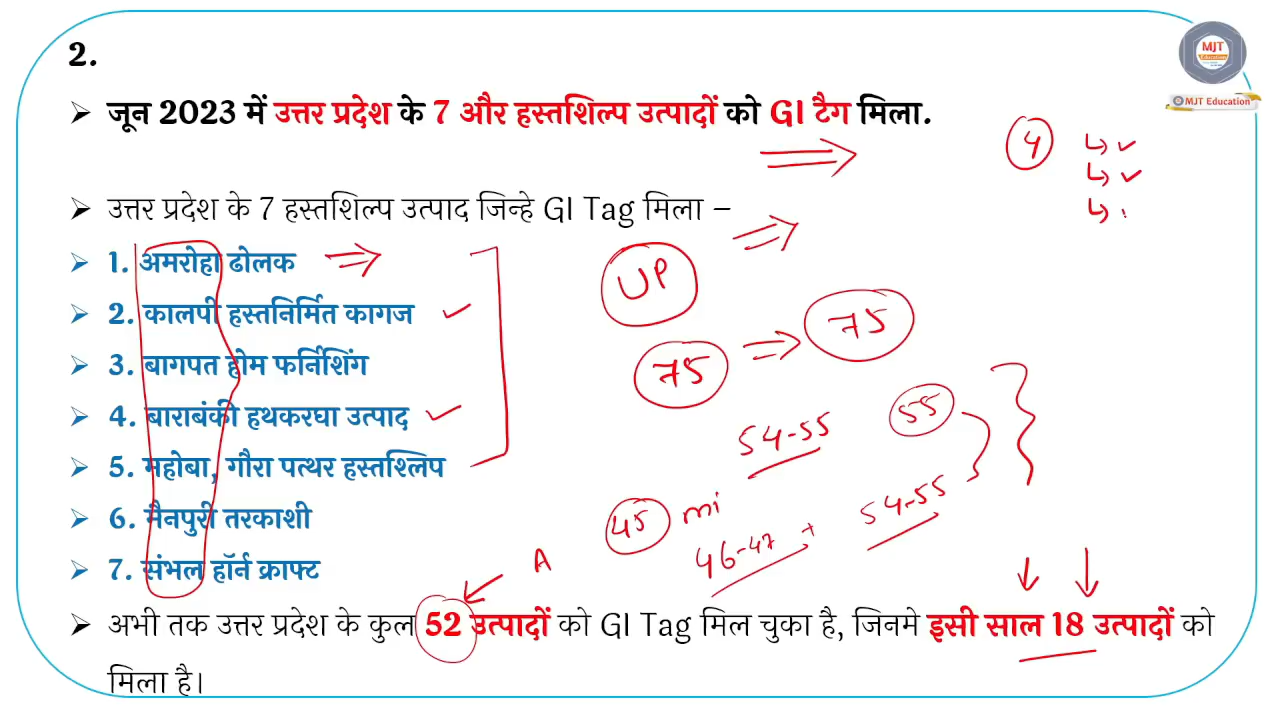 2.
MJT
Education
MJT Education
➢ जून 2023 में उत्तर प्रदेश के 7 और हस्तशिल्प उत्पादों को GI टैग मिला.
4
➢ उत्तर प्रदेश के 7 हस्तशिल्प उत्पाद जिन्हे GI Tag मिला –
➢ 1. अमरोहा ढोलक
UP
➢ 2. कालपी हस्तनिर्मित कागज
75
➢ 3. बागपत होम फर्निशिंग
75
➢ 4. बाराबंकी हथकरघा उत्पाद
54-55
55
➢ 5. महोबा, गौरा पत्थर हस्तश्लिप
➢ 6. मैनपुरी तरकाशी
45 mi
54-55
➢ 7. संभल हॉर्न क्राफ्ट
A
46-47 +
➢ अभी तक उत्तर प्रदेश के कुल 52 उत्पादों को GI Tag मिल चुका है, जिनमे इसी साल 18 उत्पादों को
मिला है।